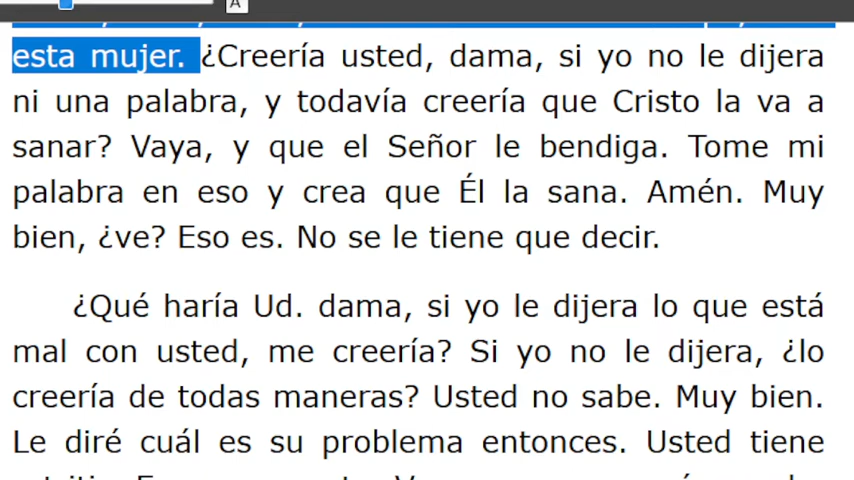 A
esta mujer. ¿Creería usted, dama, si yo no le dijera
ni una palabra, y todavía creería que Cristo la va a
sanar? Vaya, y que el Señor le bendiga. Tome mi
palabra en eso y crea que Él la sana. Amén. Muy
bien, ¿ve? Eso es. No se le tiene que decir.
¿Qué haría Ud. dama, si yo le dijera lo que está
mal con usted, me creería? Si yo no le dijera, ¿lo
creería de todas maneras? Usted no sabe. Muy bien.
Le diré cuál es su problema entonces. Usted tiene